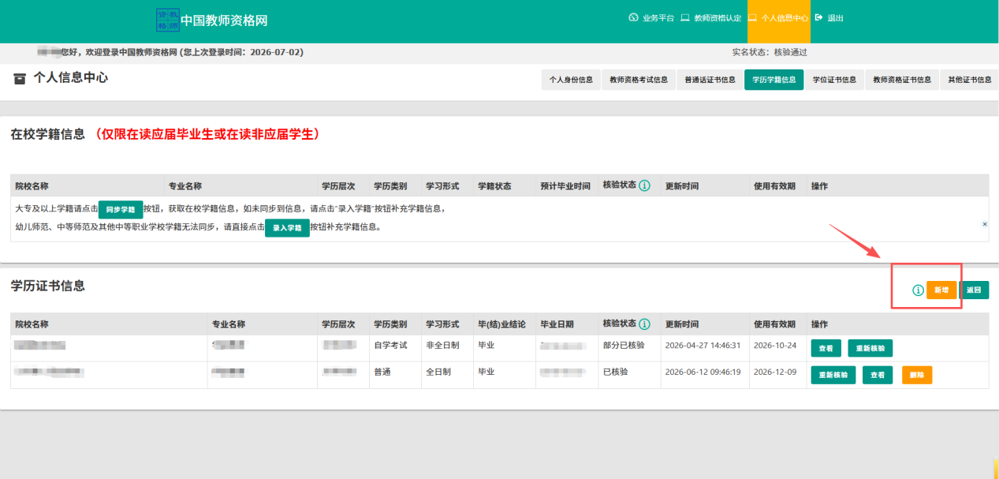 资 教
格 师
中国教师资格网
业务平台 教师资格认定 个人信息中心 退出
您好，欢迎登录中国教师资格网 (您上次登录时间：2026-07-02) 实名状态：核验通过
个人信息中心 个人身份信息 教师资格考试信息 普通话证书信息 学历学籍信息 学位证书信息 教师资格证书信息 其他证书信息
在校学籍信息 （仅限在读应届毕业生或在读非应届学生）
院校名称 专业名称 学历层次 学历类别 学习形式 学籍状态 预计毕业时间 核验状态 更新时间 使用有效期 操作
大专及以上学籍请点击 同步学籍 按钮，获取在校学籍信息，如未同步到信息，请点击“录入学籍”按钮补充学籍信息，
幼儿师范、中等师范及其他中等职业学校学籍无法同步，请直接点击 录入学籍 按钮补充学籍信息。
学历证书信息 新增 返回
院校名称 专业名称 学历层次 学历类别 学习形式 毕(结)业结论 毕业日期 核验状态 更新时间 使用有效期 操作
自学考试 非全日制 毕业 部分已核验 2026-04-27 14:46:31 2026-10-24 查看 重新核验
普通 全日制 毕业 已核验 2026-06-12 09:46:19 2026-12-09 重新核验 查看 删除